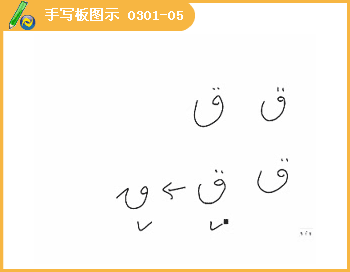 手写板图示 0301-05
ق ق
ق
ق ← ق